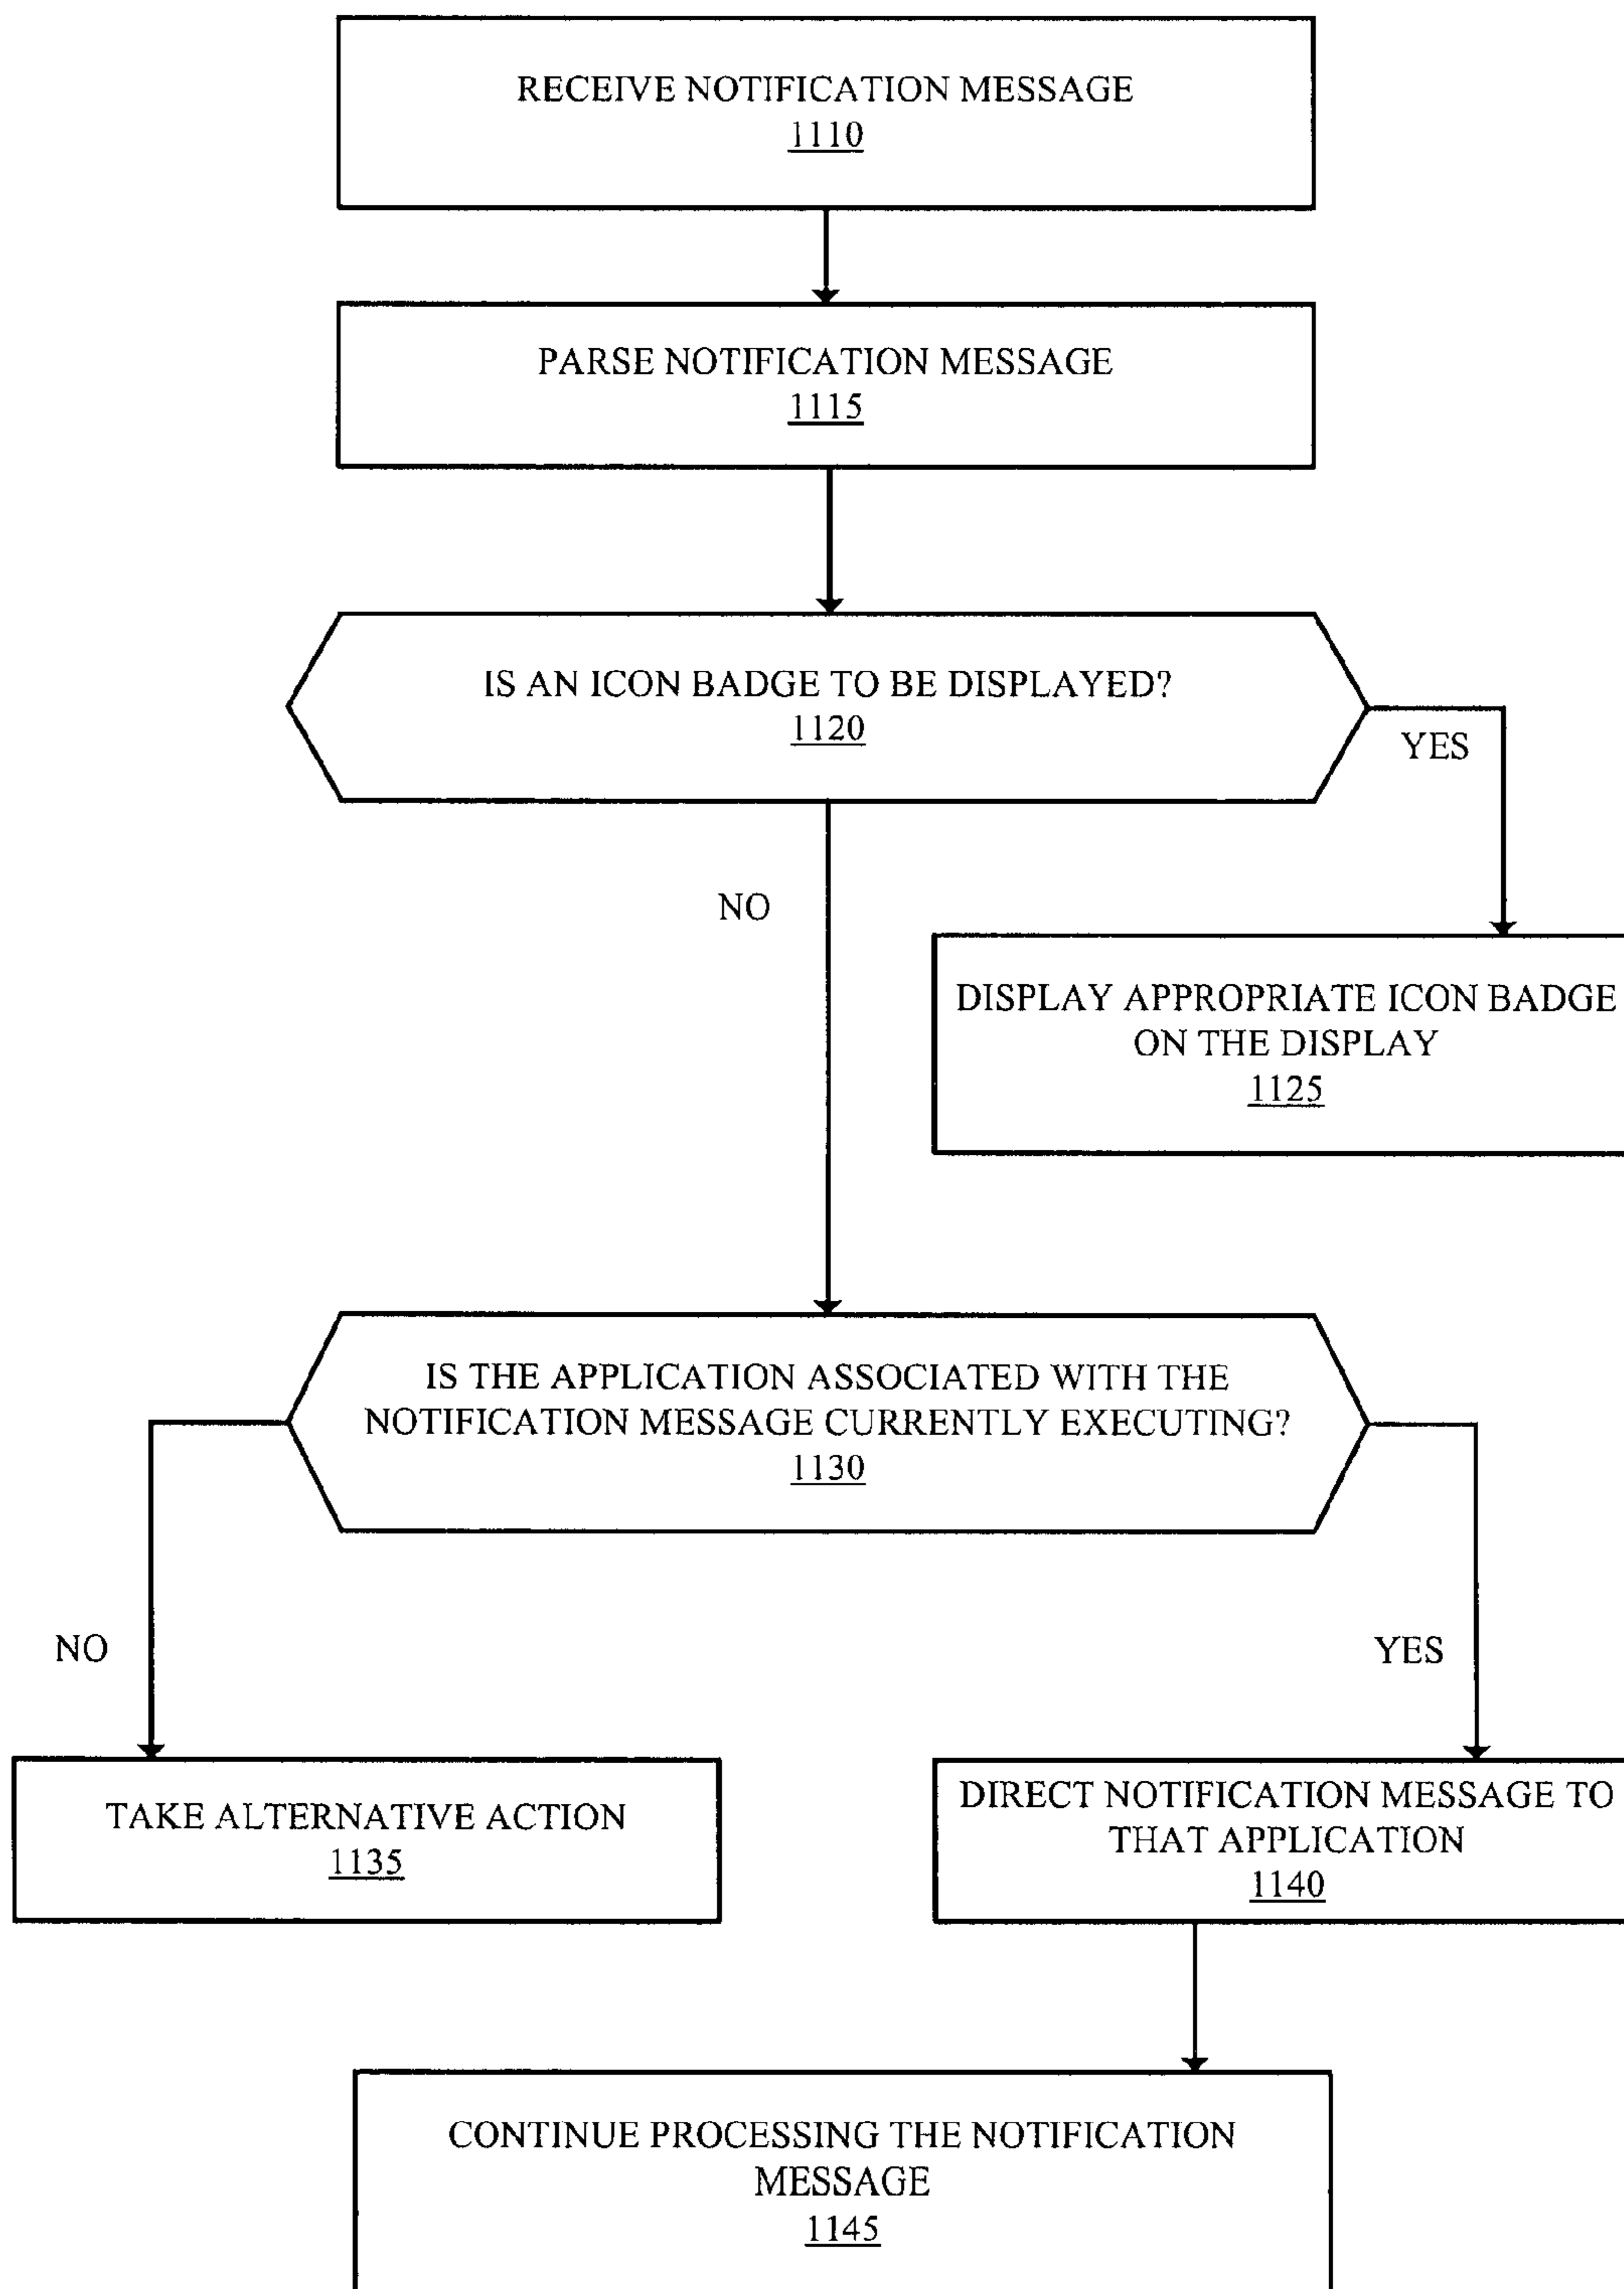 RECEIVE NOTIFICATION MESSAGE
1110
PARSE NOTIFICATION MESSAGE
1115
IS AN ICON BADGE TO BE DISPLAYED?
1120
YES
NO
DISPLAY APPROPRIATE ICON BADGE
ON THE DISPLAY
1125
IS THE APPLICATION ASSOCIATED WITH THE
NOTIFICATION MESSAGE CURRENTLY EXECUTING?
1130
NO
YES
TAKE ALTERNATIVE ACTION
1135
DIRECT NOTIFICATION MESSAGE TO
THAT APPLICATION
1140
CONTINUE PROCESSING THE NOTIFICATION
MESSAGE
1145